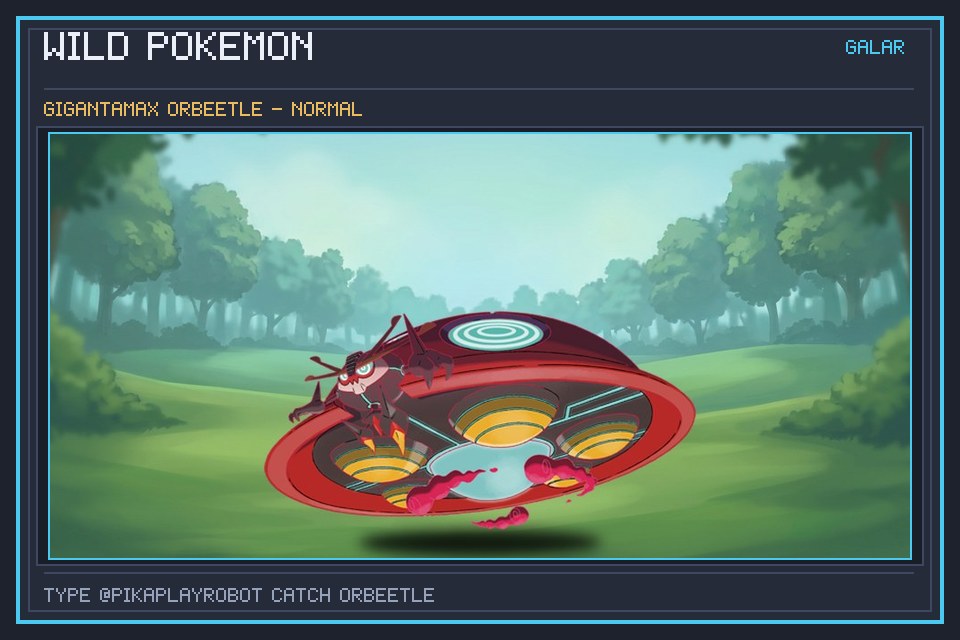 WILD POKEMON
GALAR
GIGANTAMAX ORBEETLE - NORMAL
TYPE @PIKAPLAYROBOT CATCH ORBEETLE